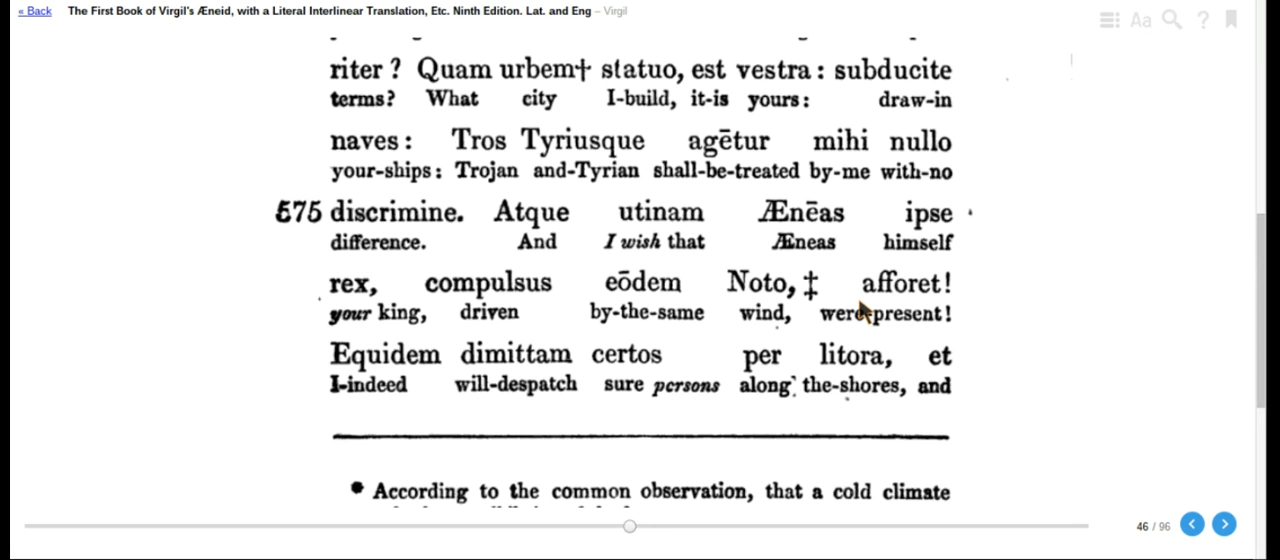 « Back The First Book of Virgil's Æneid, with a Literal Interlinear Translation, Etc. Ninth Edition. Lat. and Eng – Virgil
Aa ?
riter ? Quam urbem† statuo, est vestra : subducite
terms? What city I-build, it-is yours : draw-in
naves : Tros Tyriusque agētur mihi nullo
your-ships : Trojan and-Tyrian shall-be-treated by-me with-no
575 discrimine. Atque utinam Ænēas ipse
difference. And I wish that Æneas himself
rex, compulsus eōdem Noto, ‡ afforet!
your king, driven by-the-same wind, were-present!
Equidem dimittam certos per litora, et
I-indeed will-despatch sure persons along the-shores, and
* According to the common observation, that a cold climate
46 / 96